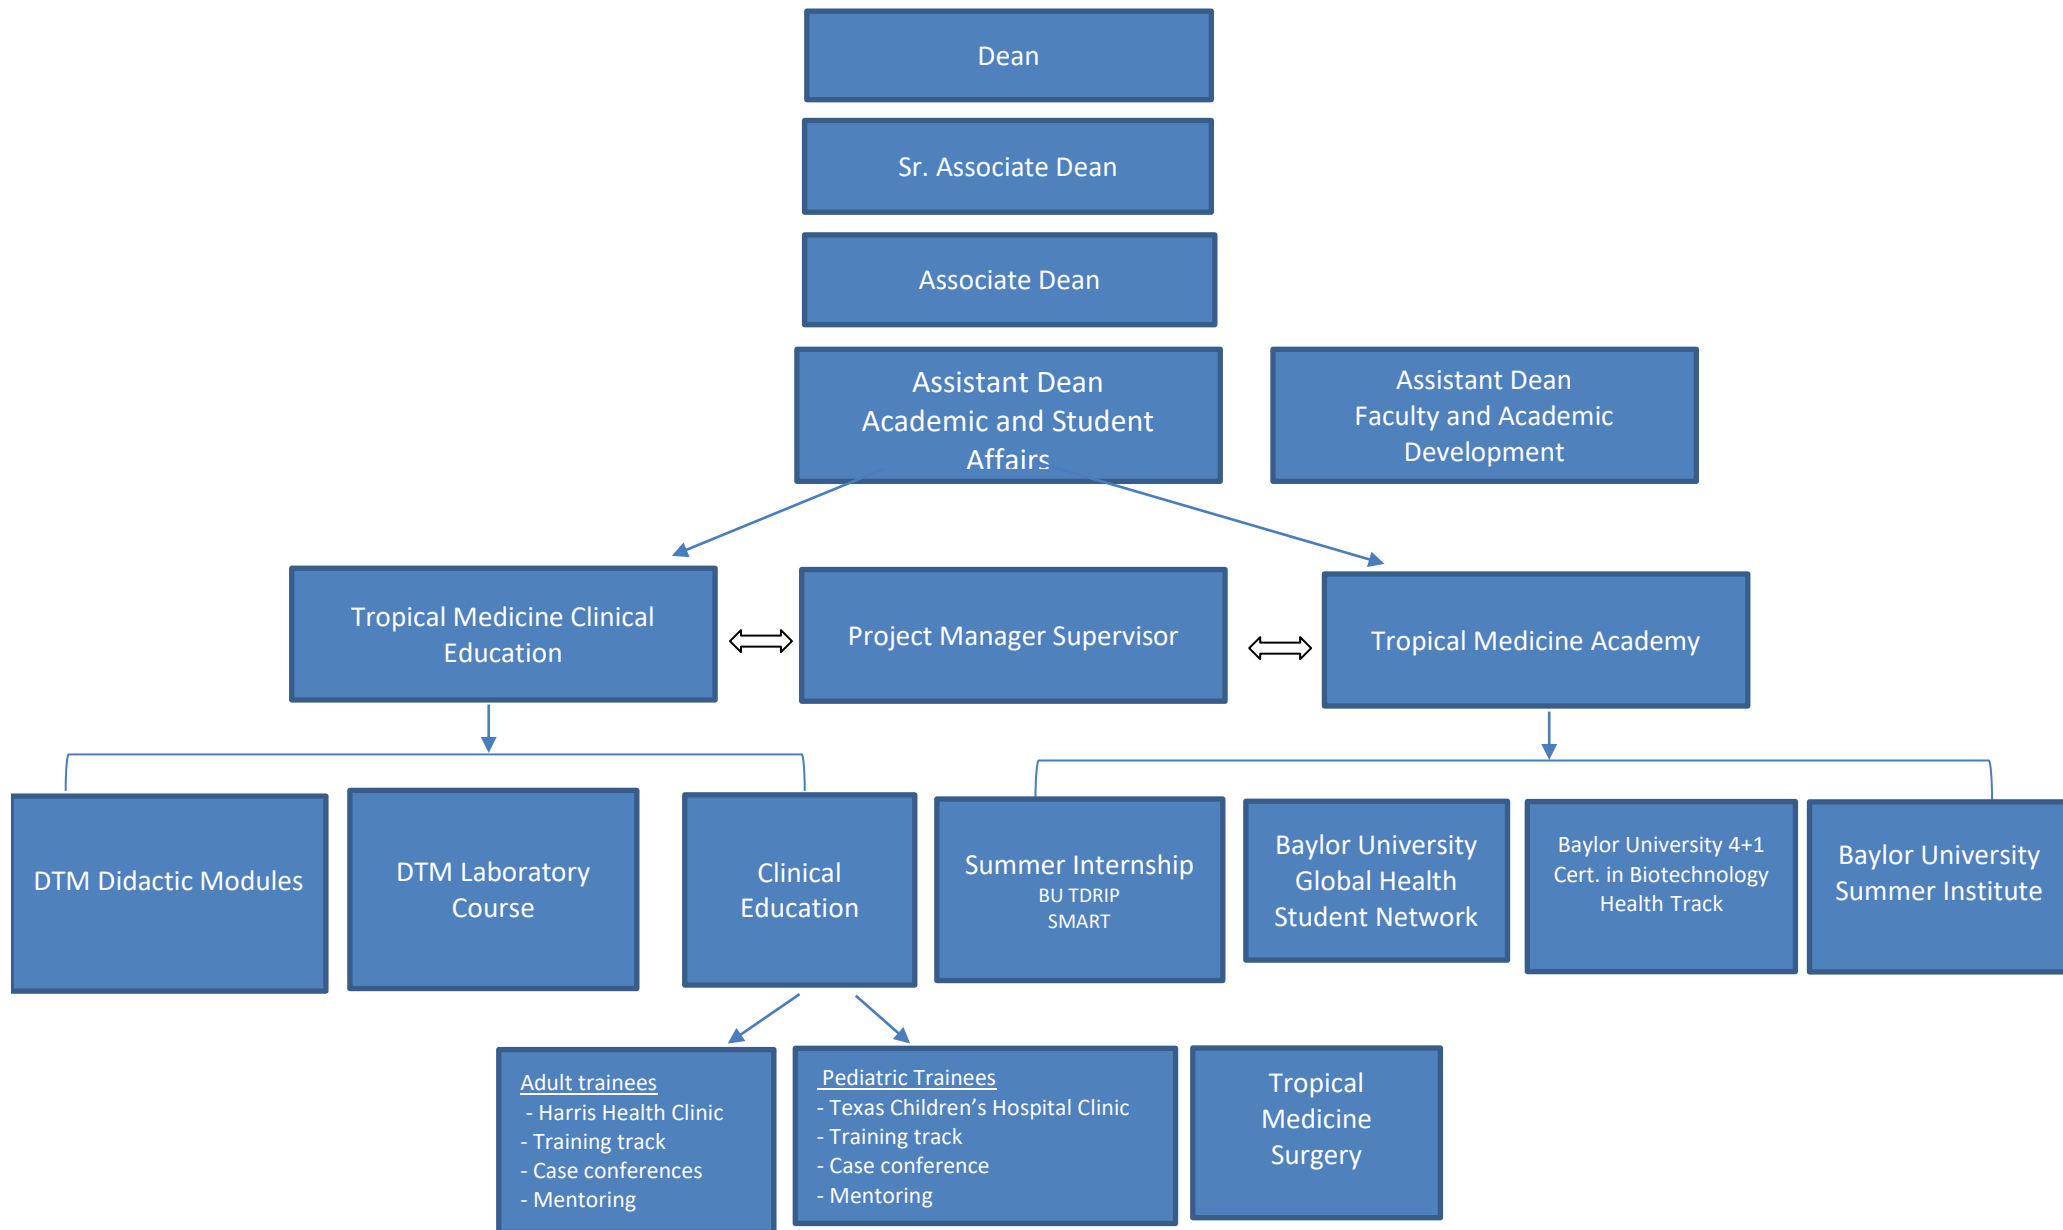 Dean
Sr. Associate Dean
Associate Dean
Assistant Dean
Academic and Student
Affairs
Assistant Dean
Faculty and Academic
Development
Tropical Medicine Clinical
Education
Project Manager Supervisor
Tropical Medicine Academy
DTM Didactic Modules
DTM Laboratory
Course
Clinical
Education
Summer Internship
BU TDRIP
SMART
Baylor University
Global Health
Student Network
Baylor University 4+1
Cert. in Biotechnology
Health Track
Baylor University
Summer Institute
Adult trainees
- Harris Health Clinic
- Training track
- Case conferences
- Mentoring
Pediatric Trainees
- Texas Children’s Hospital Clinic
- Training track
- Case conference
- Mentoring
Tropical
Medicine
Surgery